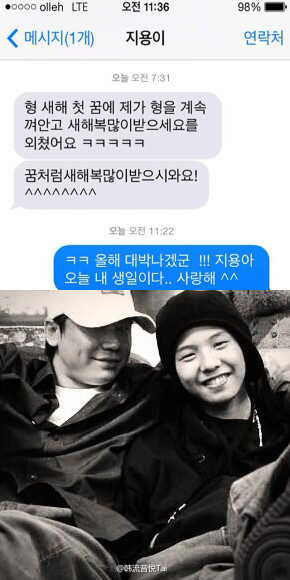 olleh LTE 오전 11:36 98%
메시지(1개) 지용이 연락처
오늘 오전 7:31
형 새해 첫 꿈에 제가 형을 계속
껴안고 새해복많이받으세요를
외쳤어요 ㅋㅋㅋㅋㅋ
꿈처럼새해복많이받으시와요!
^^^^^^^^
오늘 오전 11:22
ㅋㅋ 올해 대박나겠군 !!! 지용아
오늘 내 생일이다.. 사랑해 ^^
@韩流音悦Tai